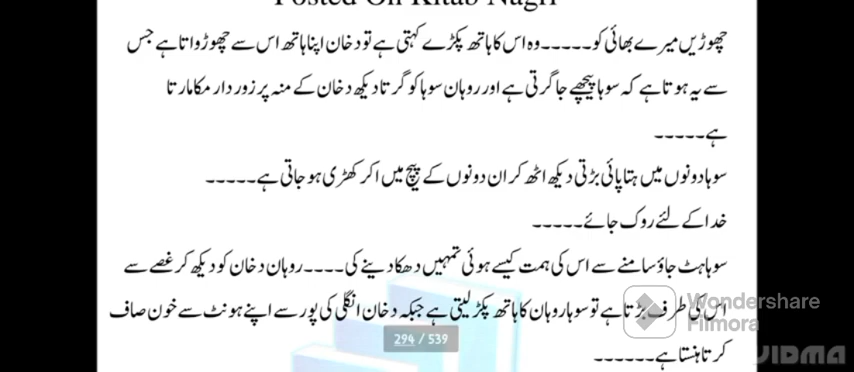 Posted On Kitab Nagri
چھوڑیں میرے بھائی کو۔۔۔۔۔ وہ اس کا ہاتھ پکڑے کہتی ہے تو دخان اپنا ہاتھ اس سے چھوڑواتا ہے جس
سے یہ ہوتا ہے کہ سوہا پیچھے جا گرتی ہے اور روہان سوہا کو گرتا دیکھ دخان کے منہ پر زور دار مکا مارتا
ہے۔۔۔۔۔
سوہا دونوں میں ہتا پائی بڑتی دیکھ اٹھ کر ان دونوں کے بیچ میں اکر کھڑی ہو جاتی ہے۔۔۔۔۔
خدا کے لئے روک جائے۔۔۔۔۔
سوہا ہٹ جاؤ سامنے سے اس کی ہمت کیسے ہوئی تمہیں دھکا دینے کی۔۔۔۔ روہان دخان کو دیکھ کر غصے سے
اس کی طرف بڑتا ہے تو سوہا روہان کا ہاتھ پکڑ لیتی ہے جبکہ دخان انگلی کی پور سے اپنے ہونٹ سے خون صاف
کرتا ہنستا ہے۔۔۔۔۔۔
294 / 539
Wondershare
Filmora
VIDMA